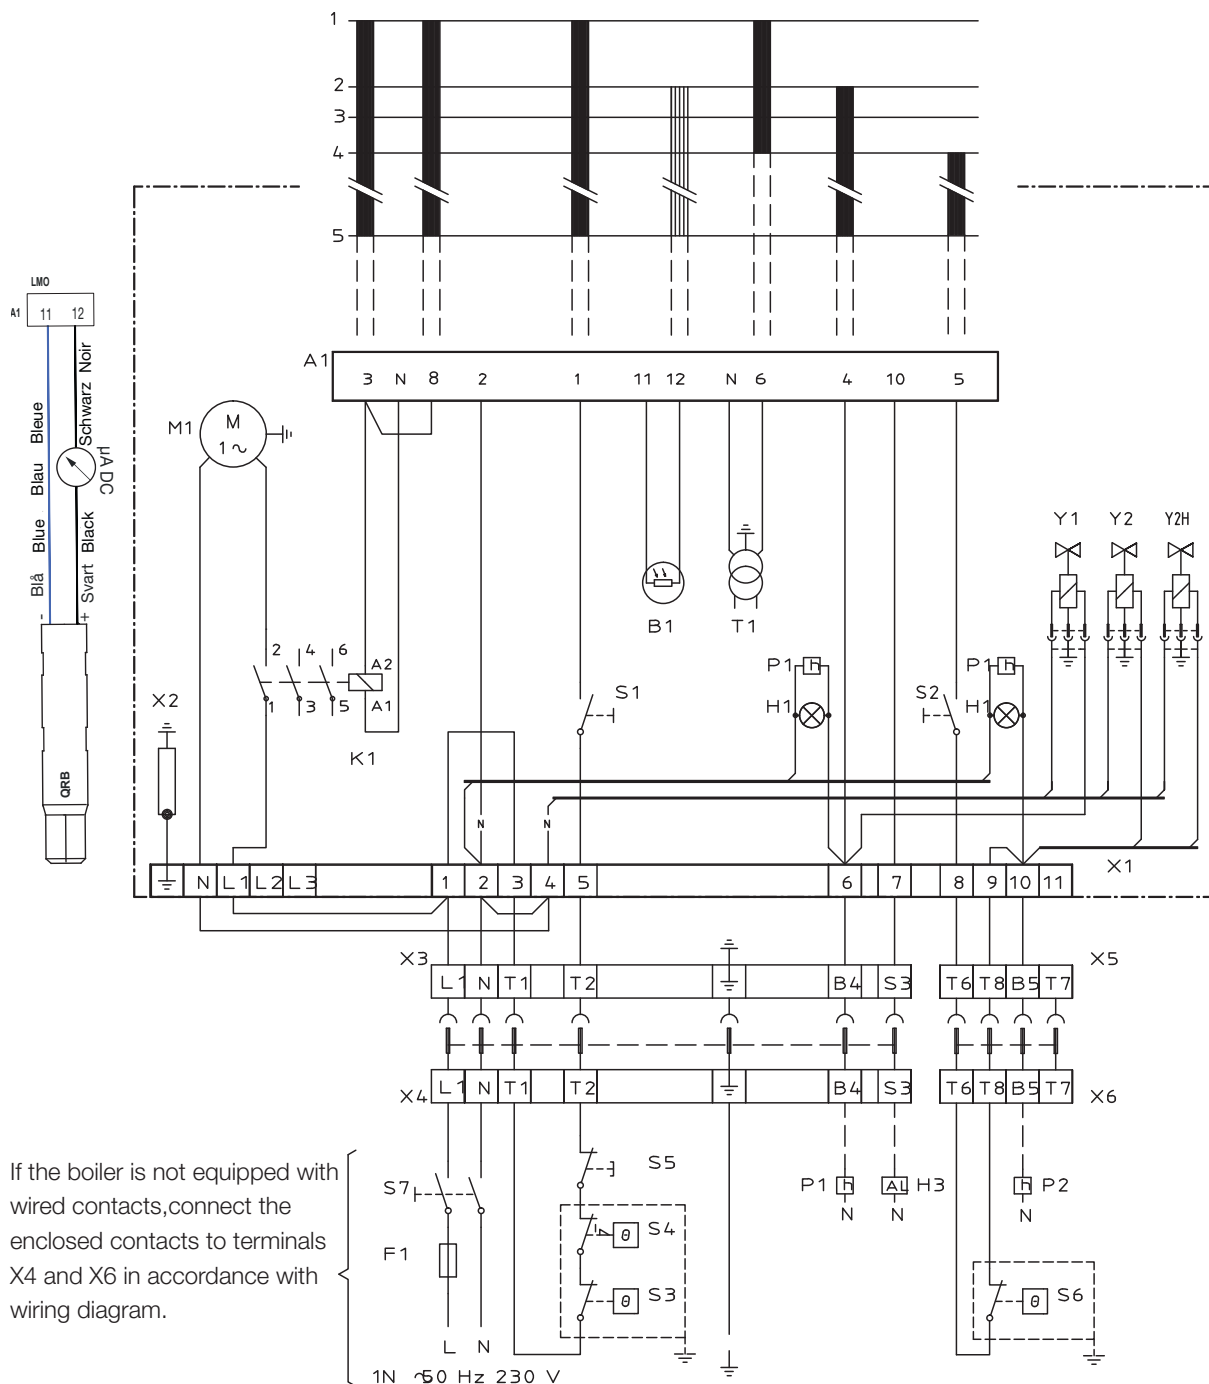 1
2
3
4
5
LMO
A1 11 12
Blå Blue Blau Bleue
Svart Black
Schwarz Noir
µA DC
- +
QRB
A1
3 N 8 2 1 11 12 N 6 4 10 5
M1
M
1 ~
B1
T1
Y1 Y2 Y2H
2 4 6
1 3 5
A2
A1
K1
X2
S1
P1 h
H1
S2
P1 h
H1
N N
N L1 L2 L3 1 2 3 4 5 6 7 8 9 10 11
X1
X3
L1 N T1 T2 B4 S3 T6 T8 B5 T7
X5
X4
L1 N T1 T2 B4 S3 T6 T8 B5 T7
X6
If the boiler is not equipped with
wired contacts,connect the
enclosed contacts to terminals
X4 and X6 in accordance with
wiring diagram.
S7
F1
L N
1N ~50 Hz 230 V
S5
θ S4
θ S3
P1 h
N
AL H3
N
h P2
N
θ S6